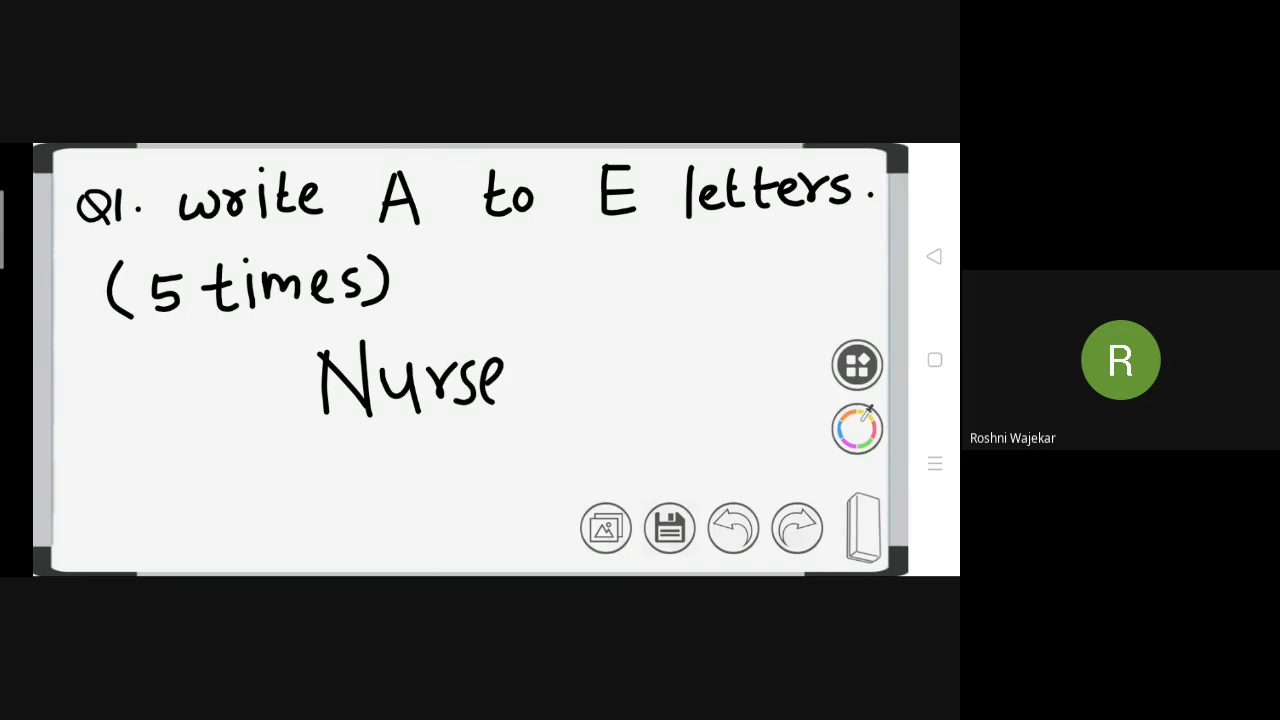 Q1. write A to E letters.
(5 times)
Nurse
R
Roshni Wajekar